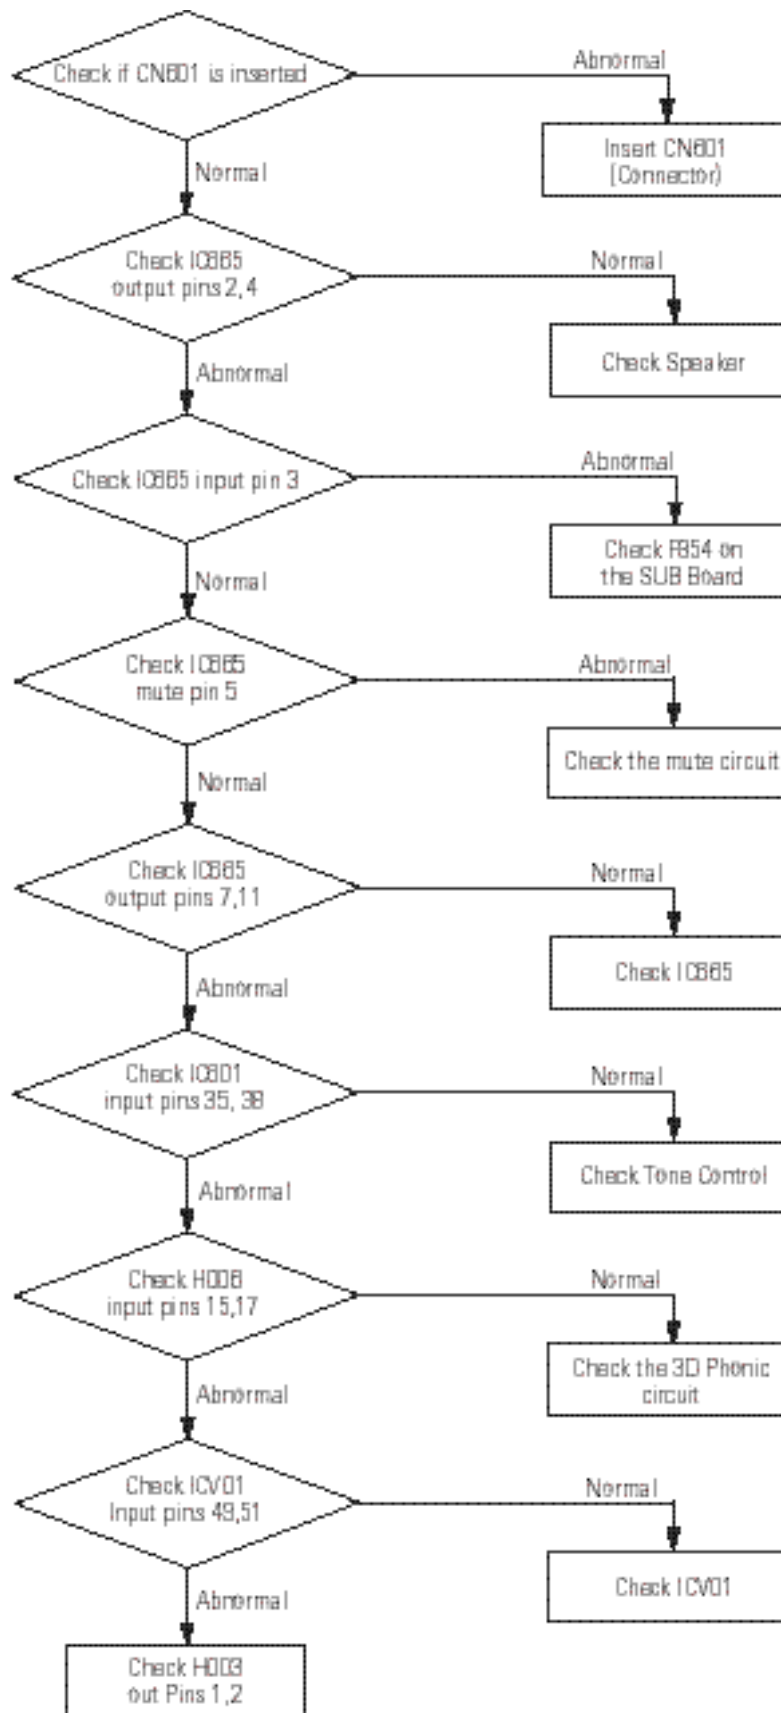 Check if CN601 is inserted
Abnormal
Insert CN601
(Connector)
Normal
Check IC665
output pins 2,4
Normal
Check Speaker
Abnormal
Check IC665 input pin 3
Abnormal
Check F954 on
the SUB Board
Normal
Check IC665
mute pin 5
Abnormal
Check the mute circuit
Normal
Check IC665
output pins 7,11
Normal
Check IC665
Abnormal
Check IC601
input pins 35, 38
Normal
Check Tone Control
Abnormal
Check H006
input pins 15,17
Normal
Check the 3D Phonic
circuit
Abnormal
Check ICV01
Input pins 49,51
Normal
Check ICV01
Abnormal
Check H003
out Pins 1,2